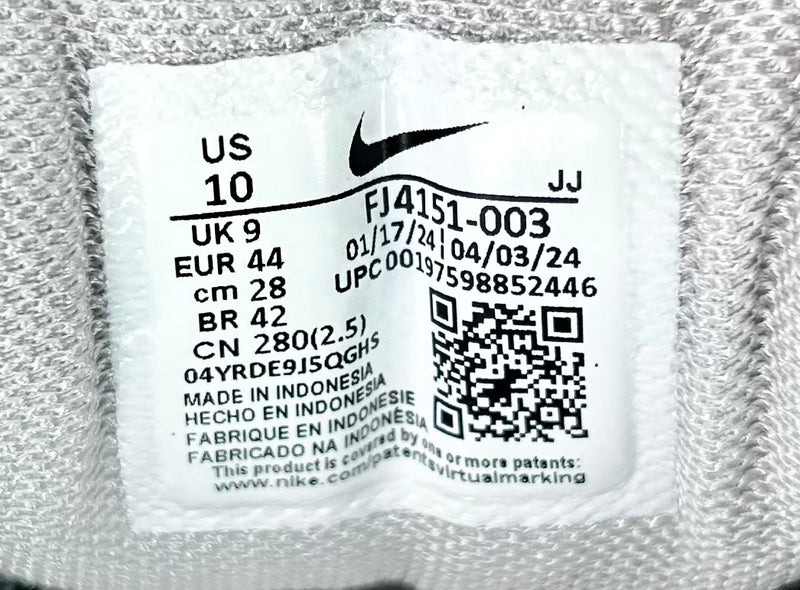 US
10
JJ
FJ4151-003
01/17/24 | 04/03/24
UPC 00197598852446
UK 9
EUR 44
cm 28
BR 42
CN 280(2.5)
04YRDE9J5QGHS
MADE IN INDONESIA
HECHO EN INDONESIA
FABRIQUE EN INDONESIE
FABRICADO NA INDONÈSIA
This product is covered by one or more patents:
www.nike.com/patentsvirtualmarking